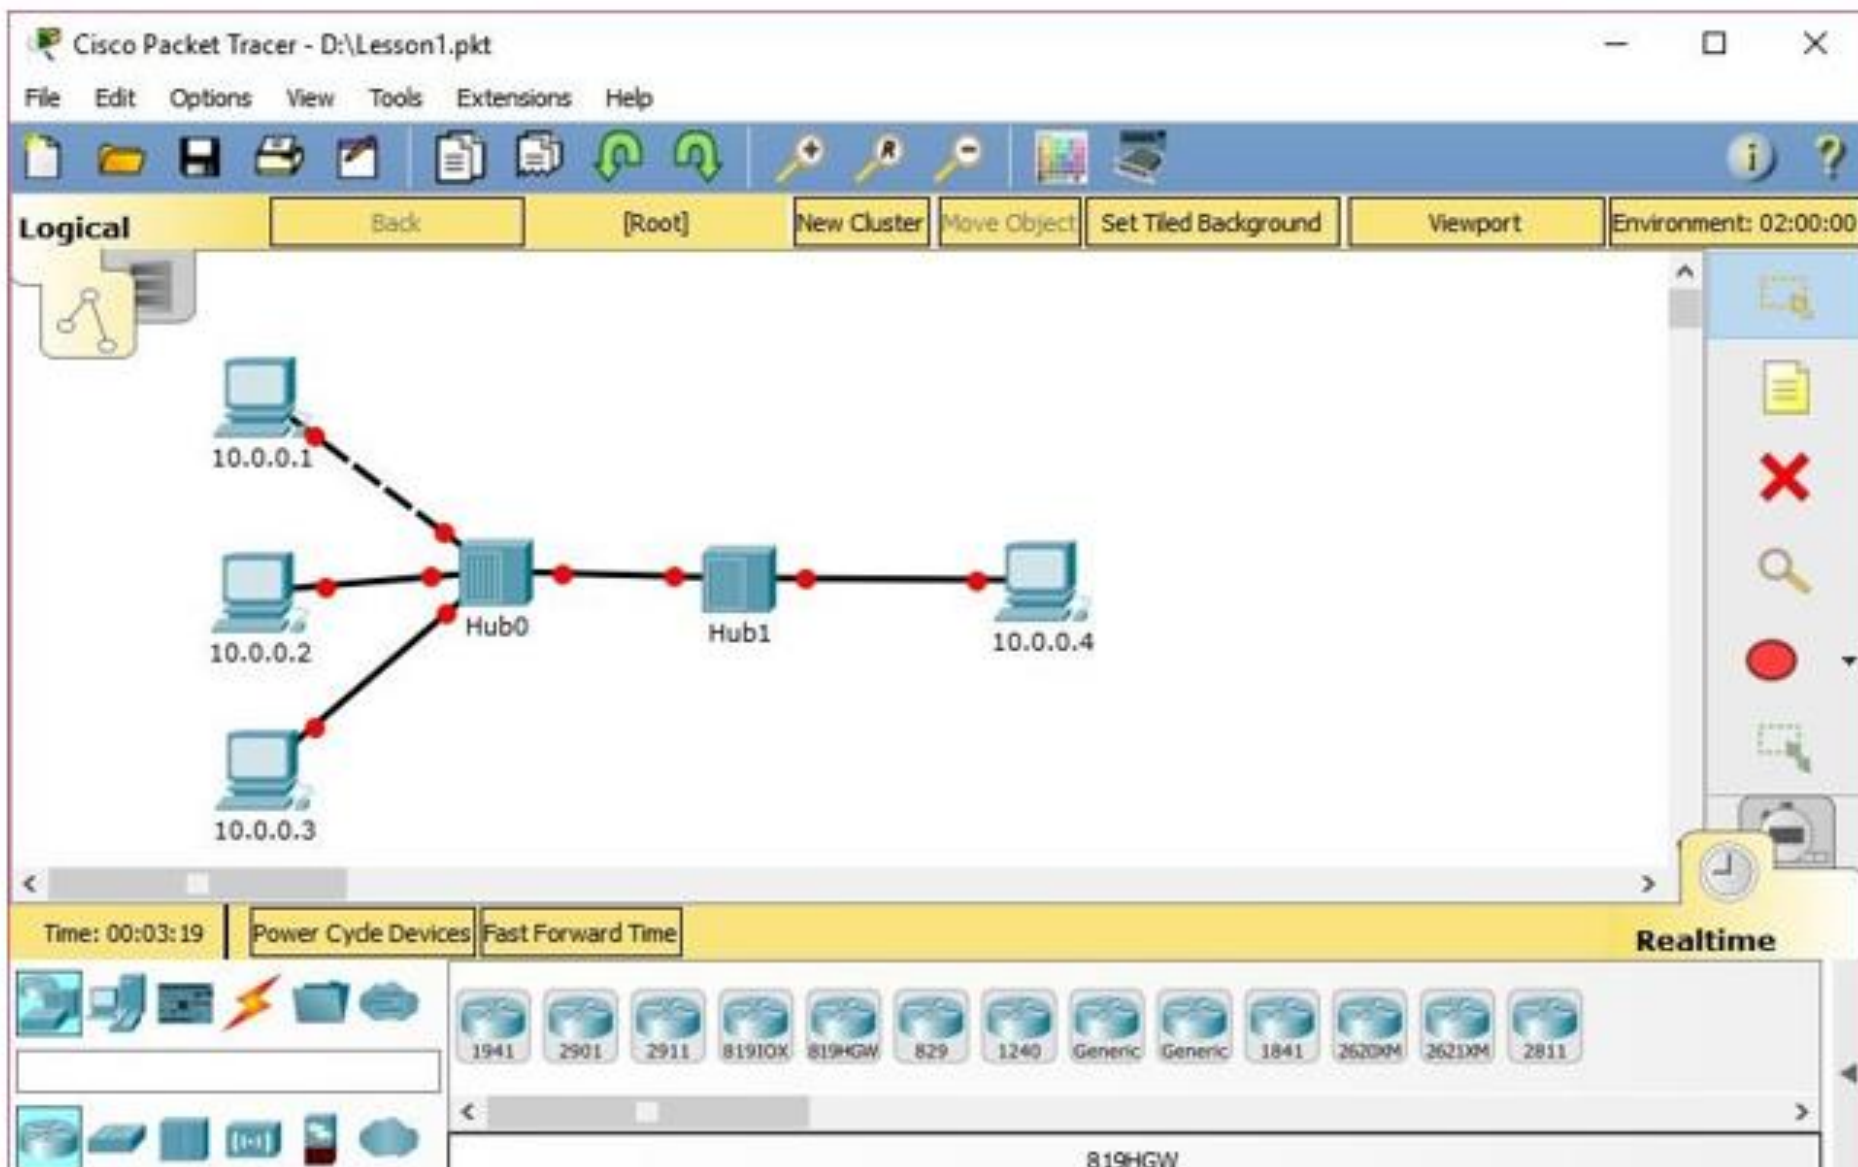 Cisco Packet Tracer - D:\Lesson1.pkt
File Edit Options View Tools Extensions Help
Logical Back [Root] New Cluster Move Object Set Tiled Background Viewport Environment: 02:00:00
10.0.0.1
10.0.0.2
10.0.0.3
Hub0
Hub1
10.0.0.4
Time: 00:03:19 Power Cycle Devices Fast Forward Time Realtime
1941 2901 2911 819IOX 819HGW 829 1240 Generic Generic 1841 2620XM 2621XM 2811
819HGW